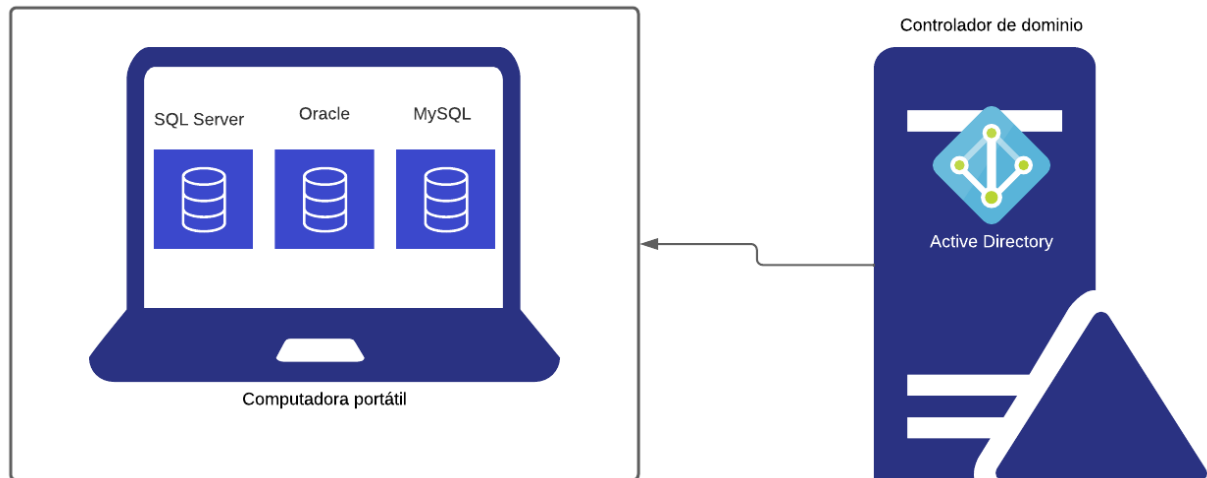 Controlador de dominio
SQL Server
Oracle
MySQL
Active Directory
Computadora portátil